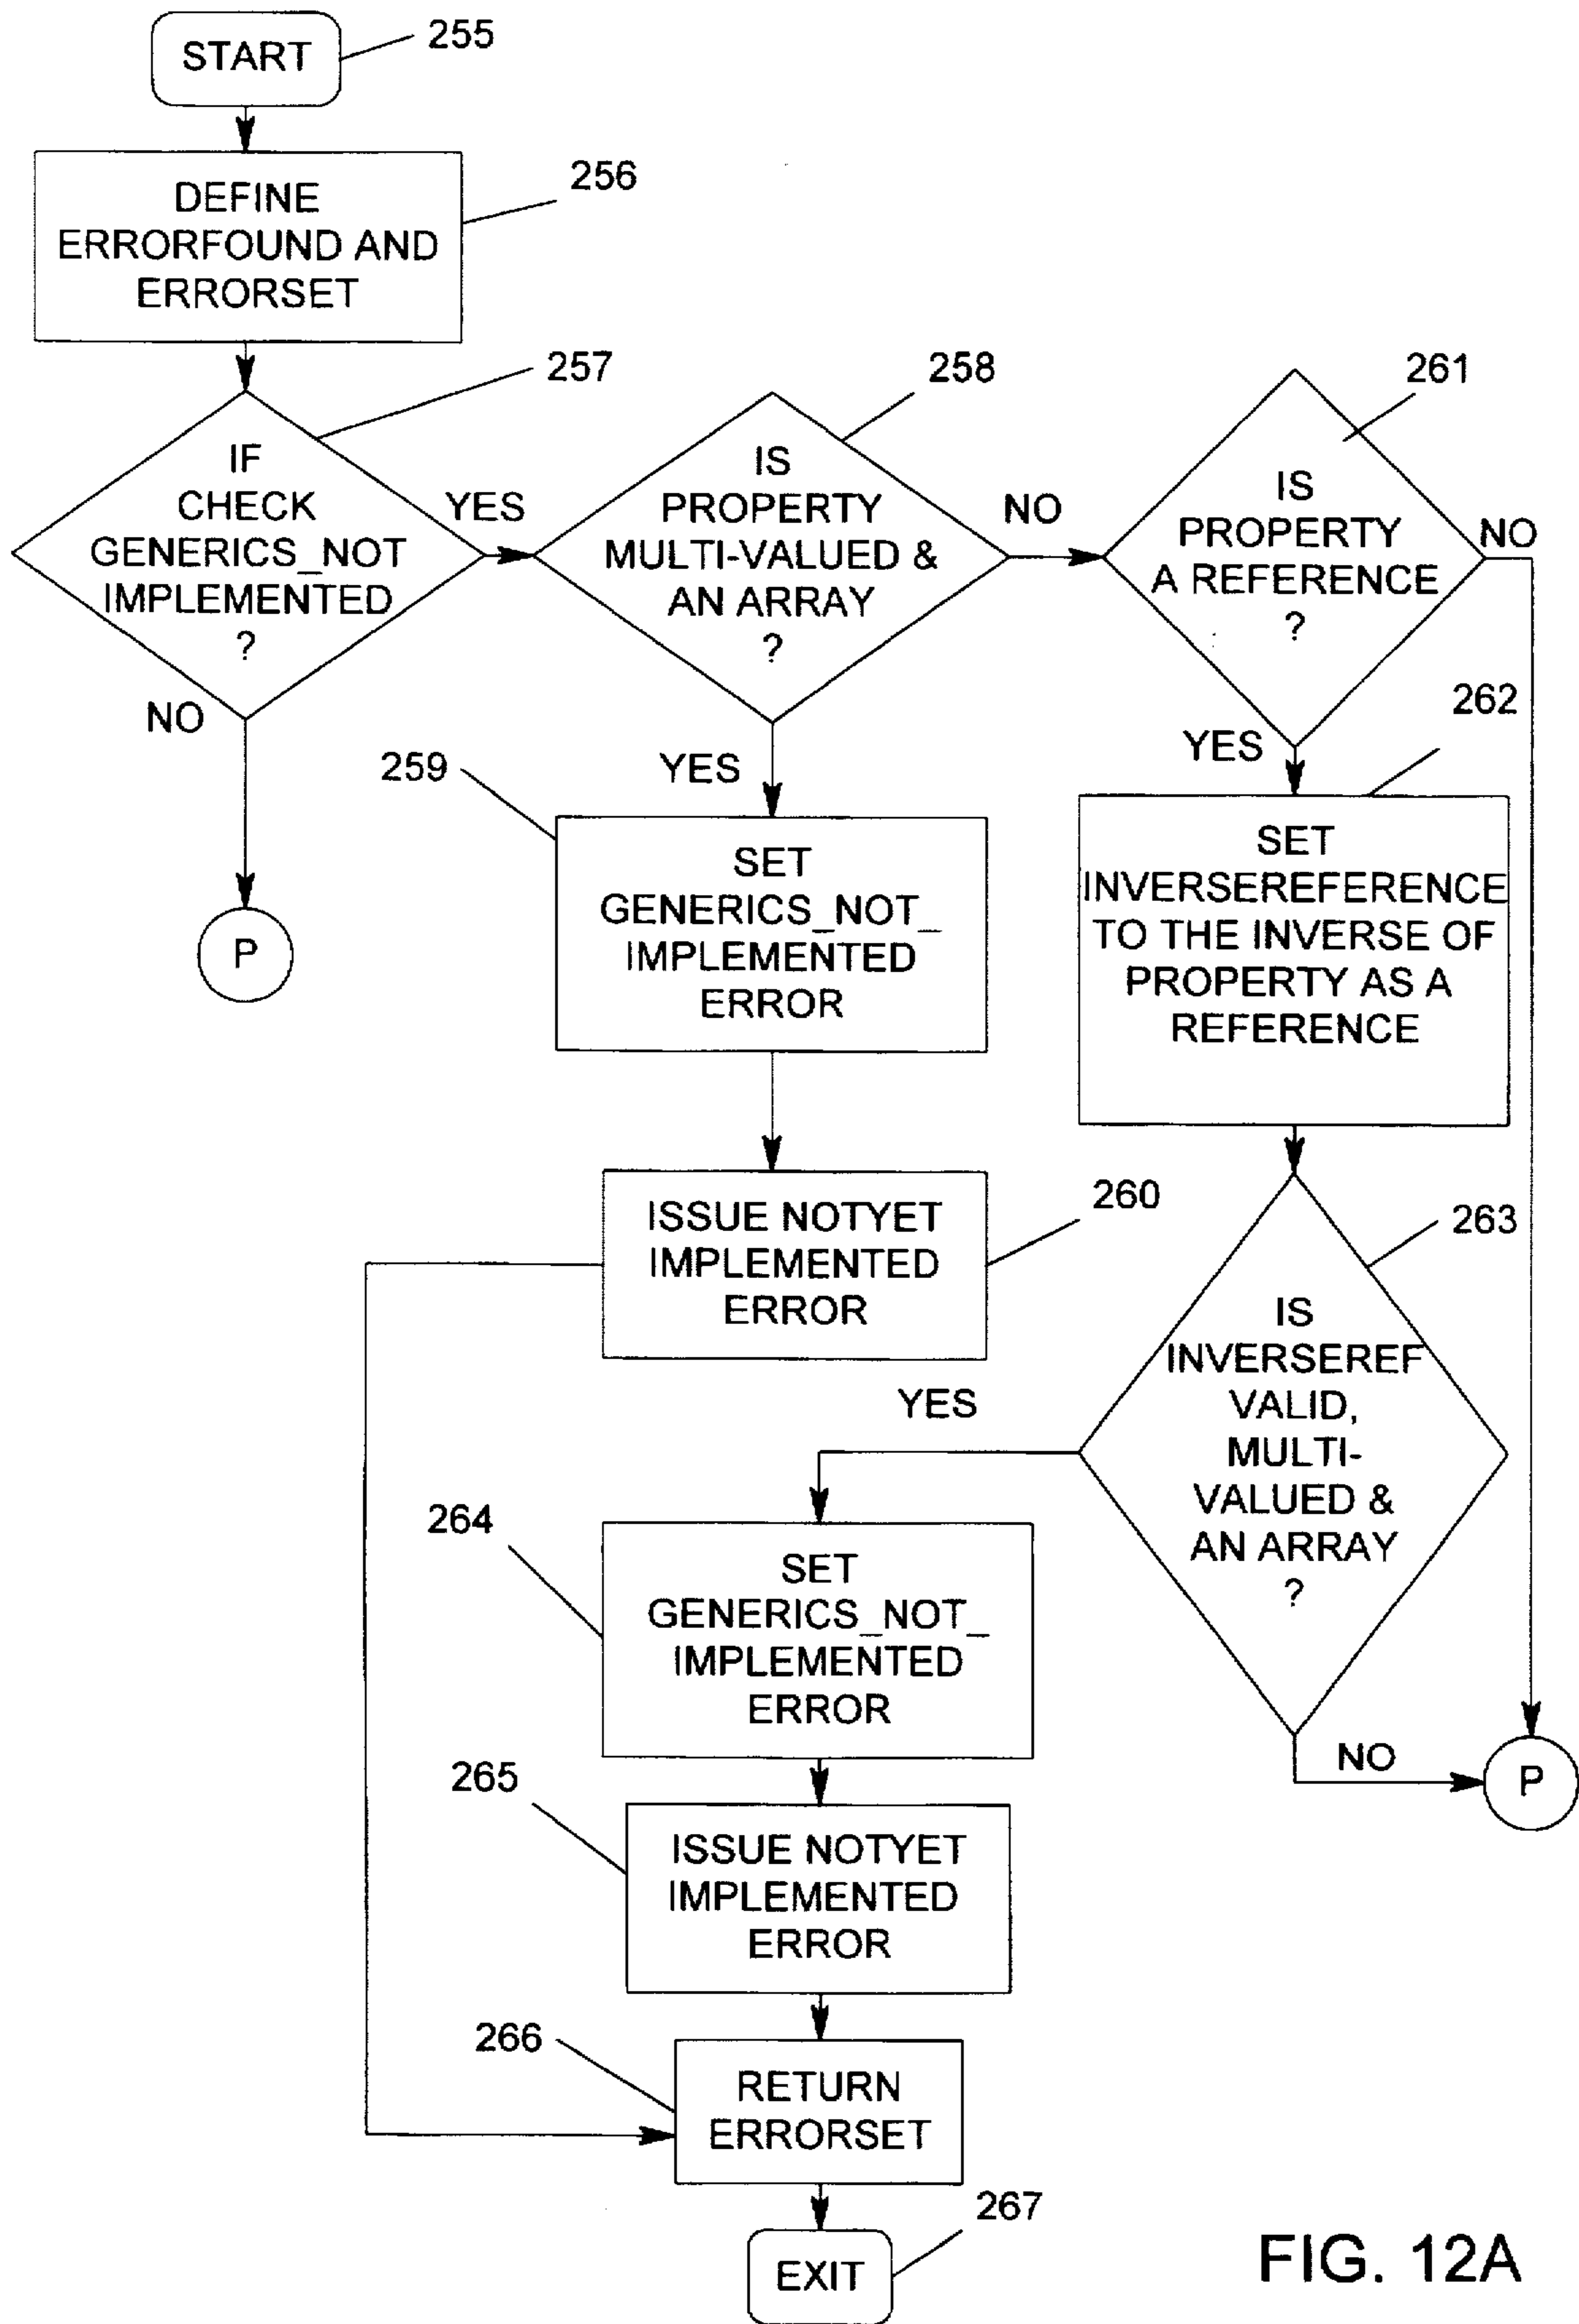 START
255
DEFINE
ERRORFOUND AND
ERRORSET
256
IF
CHECK
GENERICS_NOT
IMPLEMENTED
?
257
YES
NO
P
IS
PROPERTY
MULTI-VALUED &
AN ARRAY
?
258
NO
YES
IS
PROPERTY
A REFERENCE
?
261
NO
YES
259
SET
GENERICS_NOT_
IMPLEMENTED
ERROR
262
SET
INVERSEREFERENCE
TO THE INVERSE OF
PROPERTY AS A
REFERENCE
ISSUE NOTYET
IMPLEMENTED
ERROR
260
263
IS
INVERSEREF
VALID,
MULTI-
VALUED &
AN ARRAY
?
YES
NO
P
264
SET
GENERICS_NOT_
IMPLEMENTED
ERROR
265
ISSUE NOTYET
IMPLEMENTED
ERROR
266
RETURN
ERRORSET
267
EXIT
FIG. 12A